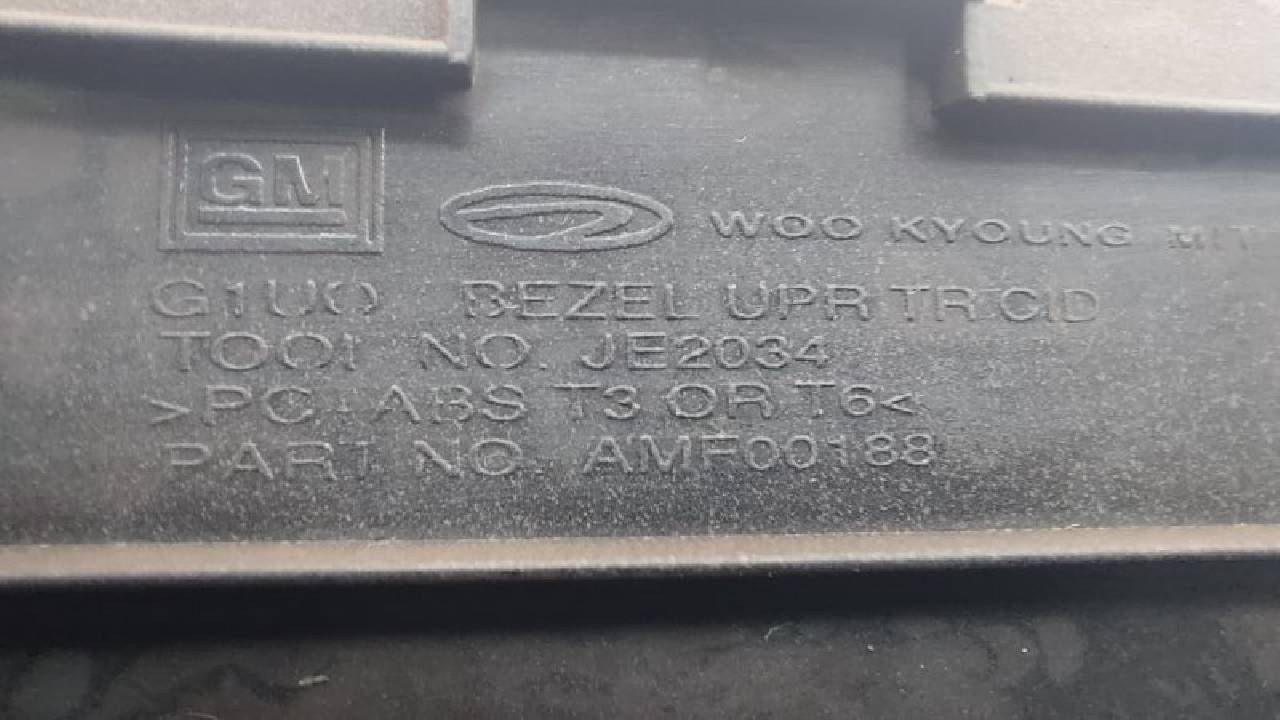 GM
WOO KYOUNG MIT
G1UO BEZEL UPR TR CID
TOOL NO. JE2034
>PC+ABS T3 OR T6<
PART NO. AMF00188